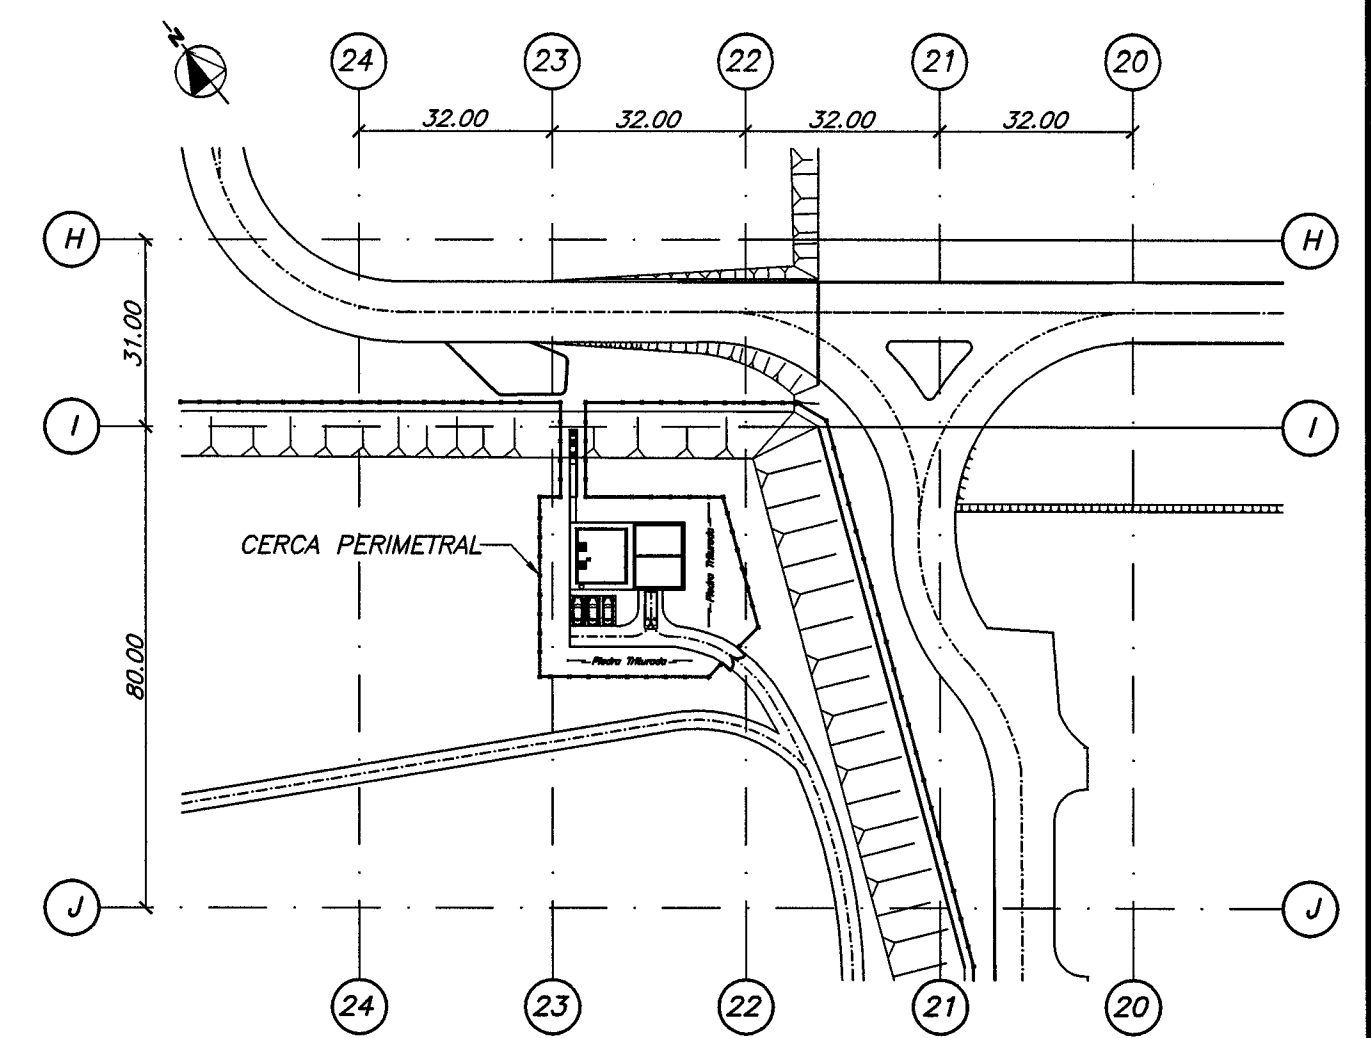 N
24 23 22 21 20
32.00 32.00 32.00 32.00
H H
31.00
I I
CERCA PERIMETRAL
Piedra Triturada
80.00
Piedra Triturada
J J
24 23 22 21 20